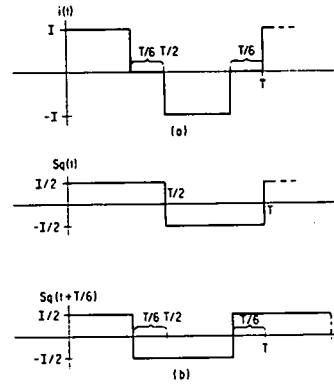 i(t)
I
T/6 T/2
T/6
T
-I
(a)
Sq(t)
I/2
T/2
T
-I/2
Sq(t+T/6)
I/2
T/6 T/2
T/6
T
-I/2
(b)